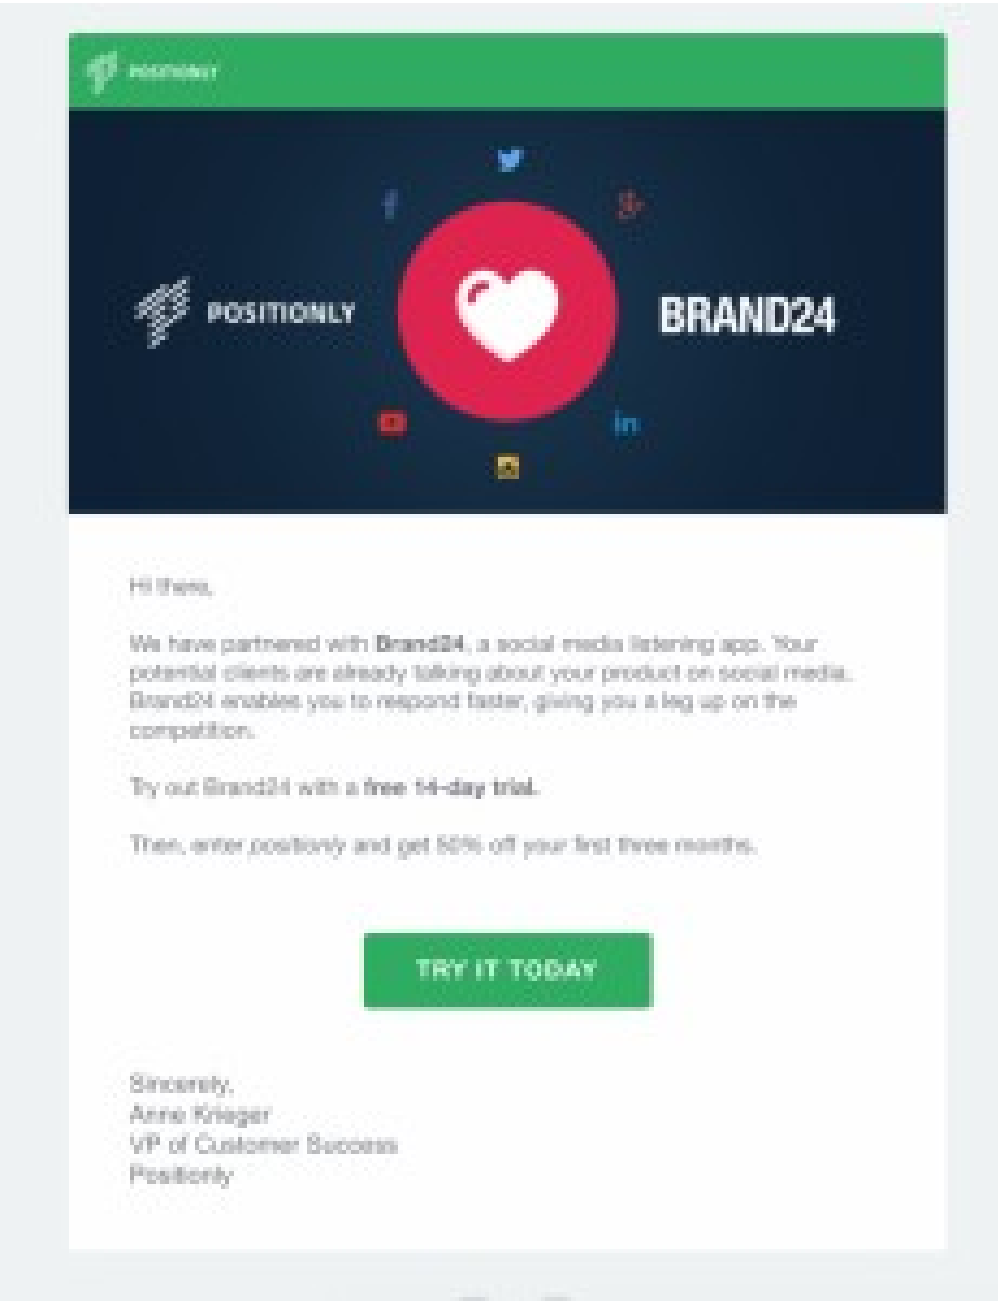 POSITIONLY
POSITIONLY
BRAND24
Hi there,
We have partnered with Brand24, a social media listening app. Your
potential clients are already talking about your product on social media.
Brand24 enables you to respond faster, giving you a leg up on the
competition.
Try out Brand24 with a free 14-day trial.
Then, enter positionly and get 50% off your first three months.
TRY IT TODAY
Sincerely,
Anne Krieger
VP of Customer Success
Positionly